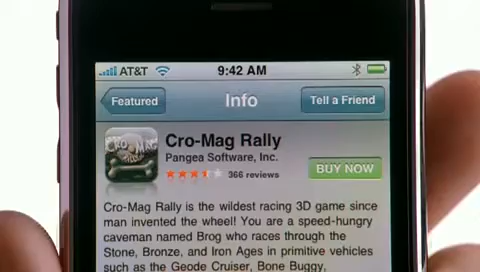 AT&T 9:42 AM
Featured Info Tell a Friend
CRO-MAG
Cro-Mag Rally
Pangea Software, Inc.
366 reviews BUY NOW
Cro-Mag Rally is the wildest racing 3D game since
man invented the wheel! You are a speed-hungry
caveman named Brog who races through the
Stone, Bronze, and Iron Ages in primitive vehicles
such as the Geode Cruiser, Bone Buggy,